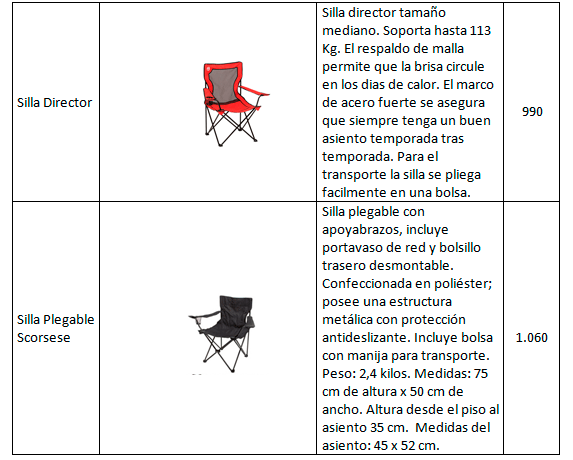 Silla Director
Silla director tamaño
mediano. Soporta hasta 113
Kg. El respaldo de malla
permite que la brisa circule
en los dias de calor. El marco
de acero fuerte se asegura
que siempre tenga un buen
asiento temporada tras
temporada. Para el
transporte la silla se pliega
facilmente en una bolsa.
990
Silla Plegable
Scorsese
Silla plegable con
apoyabrazos, incluye
portavaso de red y bolsillo
trasero desmontable.
Confeccionada en poliéster;
posee una estructura
metálica con protección
antideslizante. Incluye bolsa
con manija para transporte.
Peso: 2,4 kilos. Medidas: 75
cm de altura x 50 cm de
ancho. Altura desde el piso al
asiento 35 cm.  Medidas del
asiento: 45 x 52 cm.
1.060